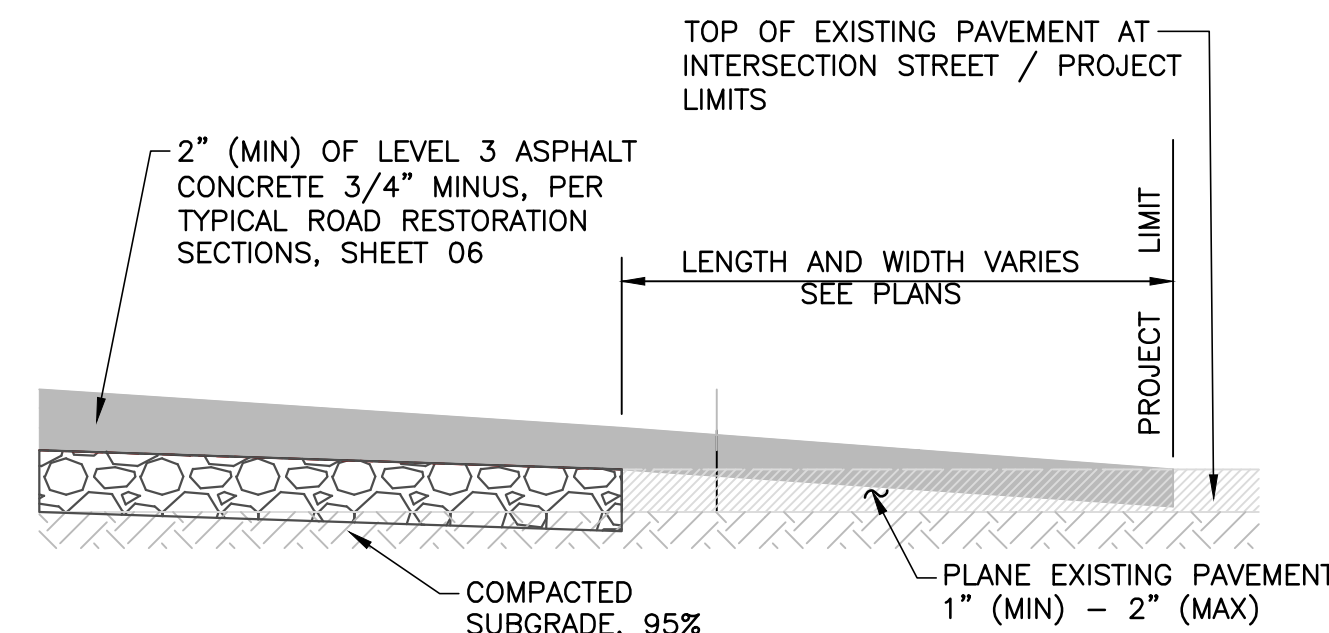 TOP OF EXISTING PAVEMENT AT
INTERSECTION STREET / PROJECT
LIMITS
2” (MIN) OF LEVEL 3 ASPHALT
CONCRETE 3/4” MINUS, PER
TYPICAL ROAD RESTORATION
SECTIONS, SHEET 06
LENGTH AND WIDTH VARIES
SEE PLANS
PROJECT LIMIT
PLANE EXISTING PAVEMENT
1” (MIN) – 2” (MAX)
COMPACTED
SUBGRADE, 95%